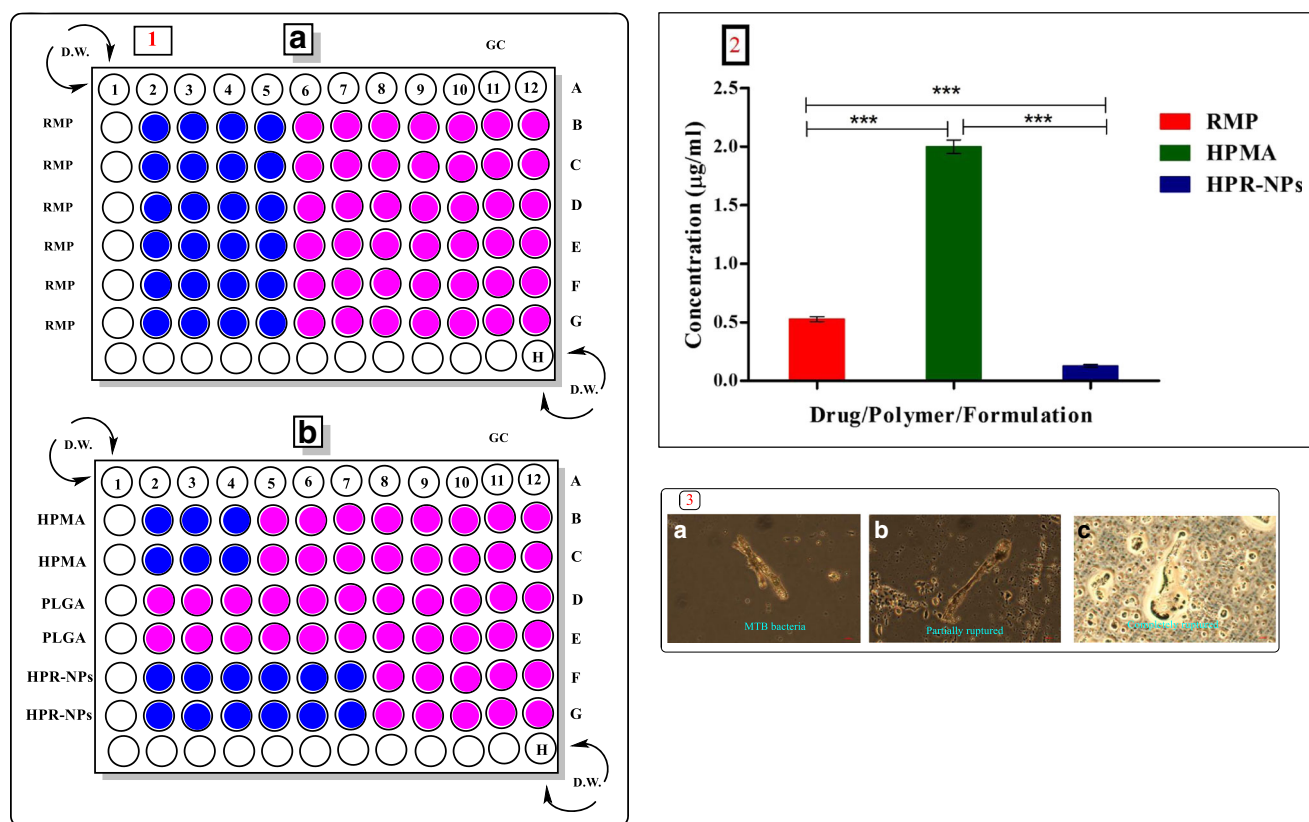 1
a
GC
D.W.
1 2 3 4 5 6 7 8 9 10 11 12 A
RMP B
RMP C
RMP D
RMP E
RMP F
RMP G
H
D.W.
b
GC
D.W.
1 2 3 4 5 6 7 8 9 10 11 12 A
HPMA B
HPMA C
PLGA D
PLGA E
HPR-NPs F
HPR-NPs G
H
D.W.
2
2.5
2.0
1.5
1.0
0.5
0.0
Concentration (µg/ml)
***
*** ***
RMP
HPMA
HPR-NPs
Drug/Polymer/Formulation
3
a
MTB bacteria
b
Partially ruptured
c